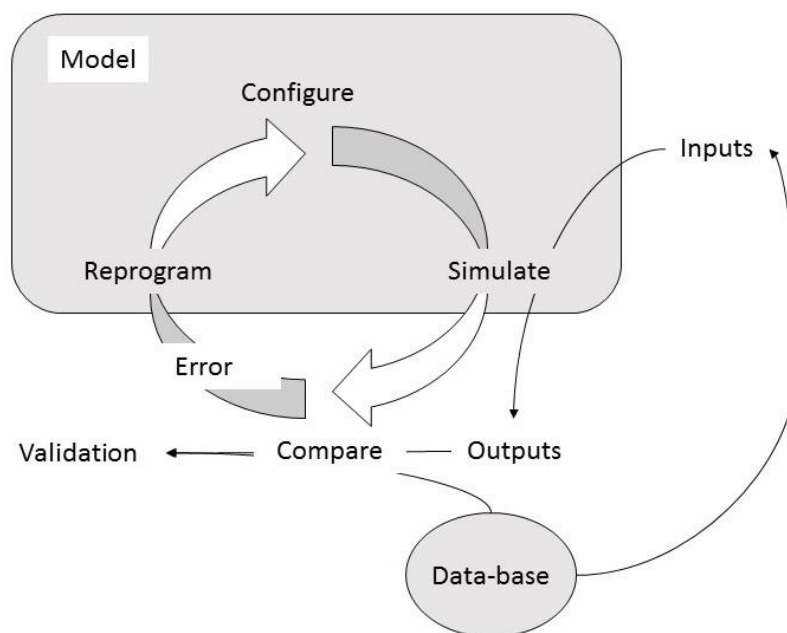 Model
Configure
Inputs
Reprogram
Simulate
Error
Validation
Compare
Outputs
Data-base